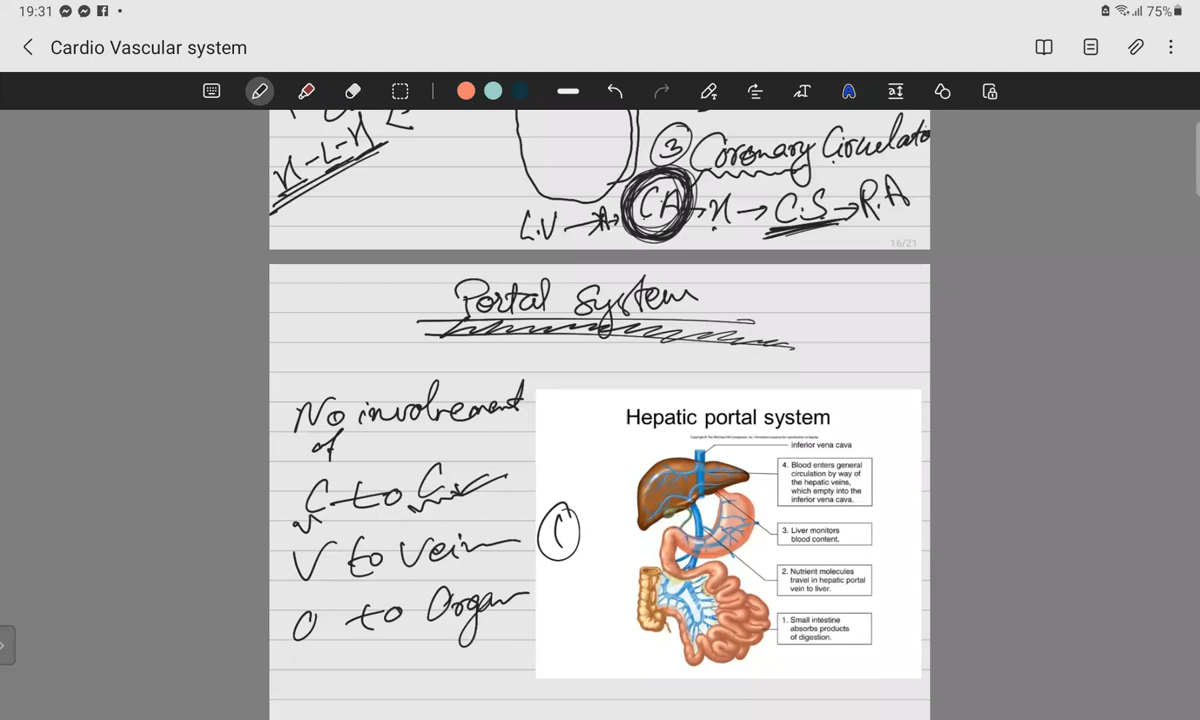 19:31
75%
Cardio Vascular system
H-L-H
③ Coronary Circulato
L.V → A → CA → H → C.S → R.A
16/21
Portal System
No involvement
of
C to
V to Vein
O to Organ
Hepatic portal system
inferior vena cava
4. Blood enters general
circulation by way of
the hepatic veins,
which empty into the
inferior vena cava.
3. Liver monitors
blood content.
2. Nutrient molecules
travel in hepatic portal
vein to liver.
1. Small intestine
absorbs products
of digestion.